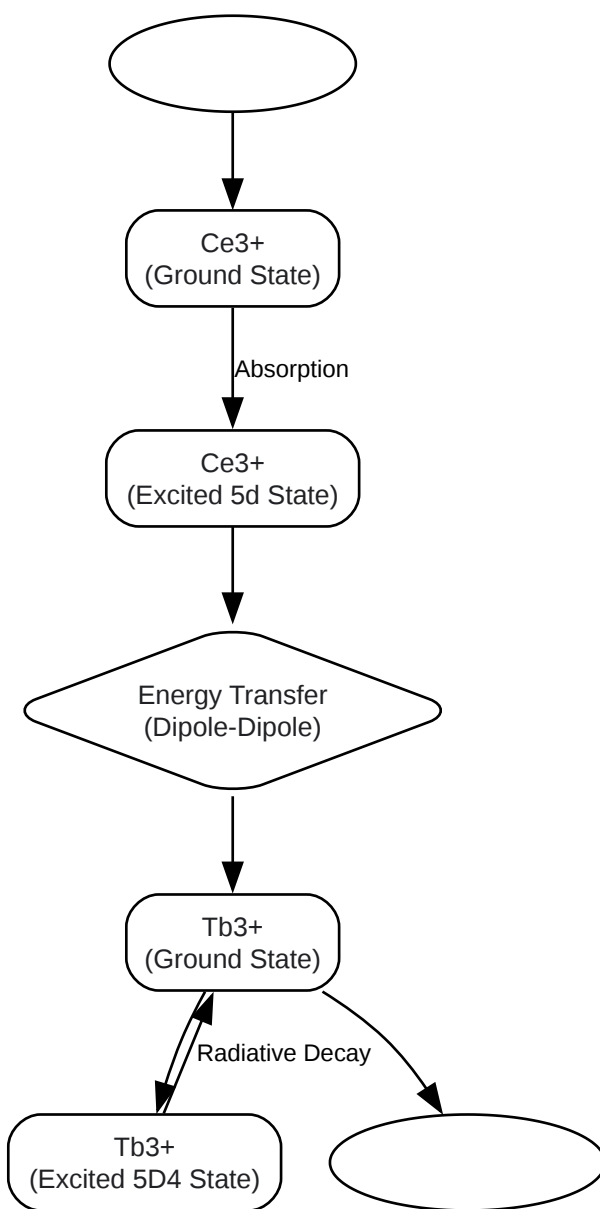 Ce3+
(Ground State)
Absorption
Ce3+
(Excited 5d State)
Energy Transfer
(Dipole-Dipole)
Tb3+
(Ground State)
Radiative Decay
Tb3+
(Excited 5D4 State)